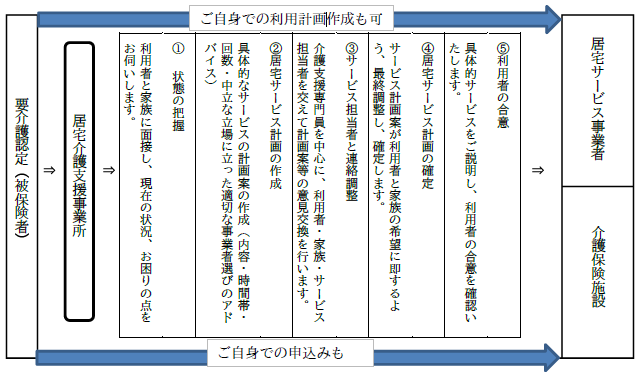 ご自身での利用計画作成も可
要介護認定（被保険者）
⇒
居宅介護支援事業所
⇒
① 状態の把握
利用者と家族に面接し、現在の状況、お困りの点を
お伺いします。
②居宅サービス計画の作成
具体的なサービスの計画案の作成（内容・時間帯・
回数・中立な立場に立った適切な事業者選びのアド
バイス）
③サービス担当者と連絡調整
介護支援専門員を中心に、利用者・家族・サービス
担当者を交えて計画案等の意見交換を行います。
④居宅サービス計画の確定
サービス計画案が利用者と家族の希望に即するよ
う、最終調整し、確定します。
⑤利用者の合意
具体的サービスをご説明し、利用者の合意を確認い
たします。
⇒
居宅サービス事業者
介護保険施設
ご自身での申込みも